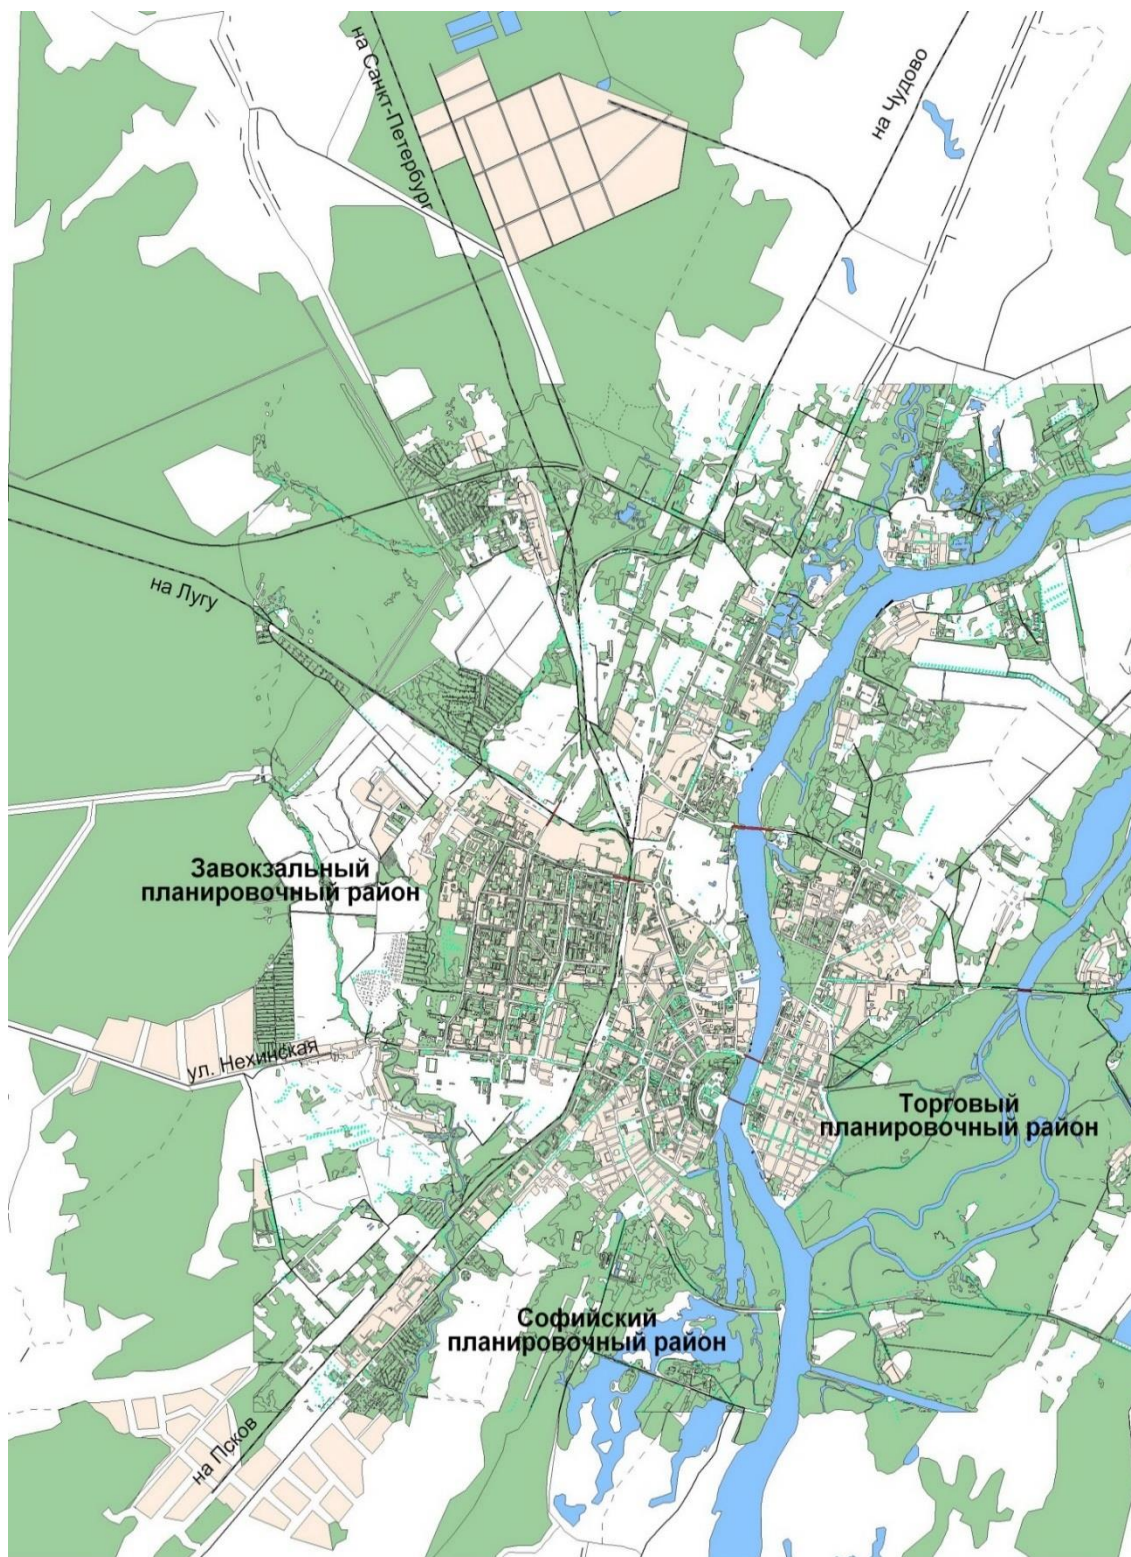 на Санкт-Петербург
на Чудово
на Лугу
Завокзальный
планировочный район
ул. Нехинская
Торговый
планировочный район
Софийский
планировочный район
на Псков